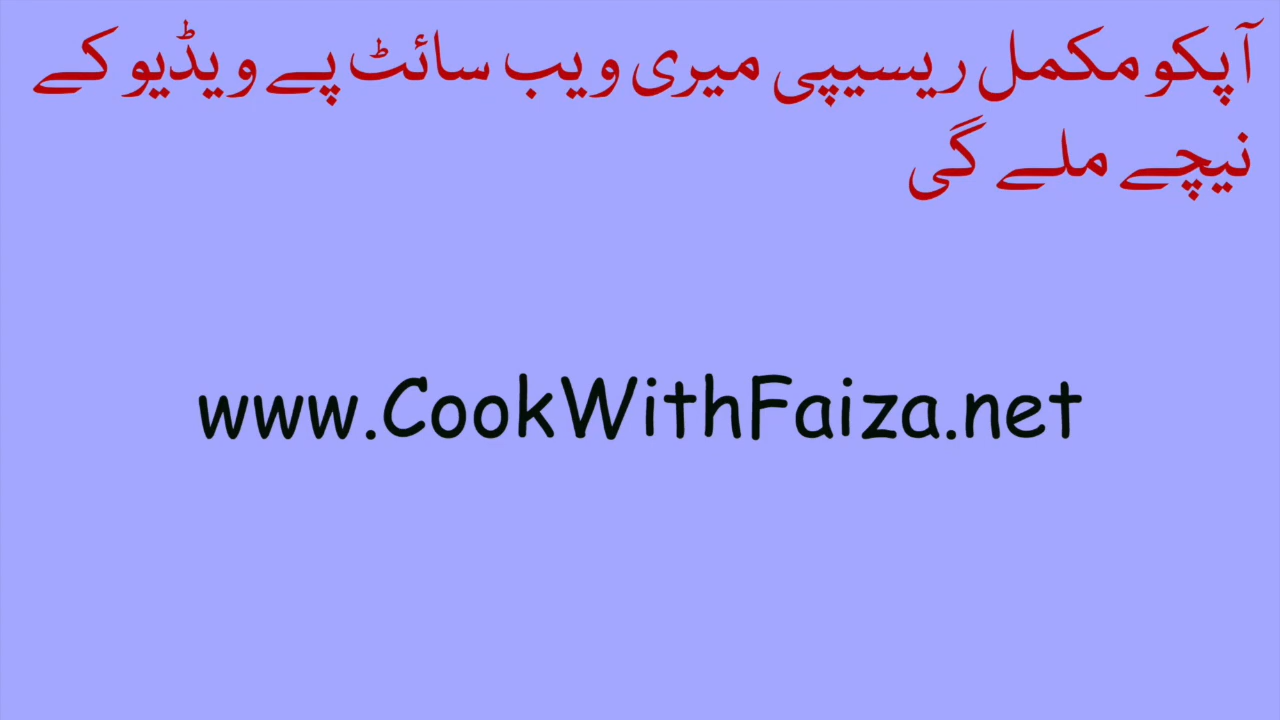 آپکو مکمل ریسیپی میری ویب سائٹ پے ویڈیو کے
نیچے ملے گی
www.CookWithFaiza.net